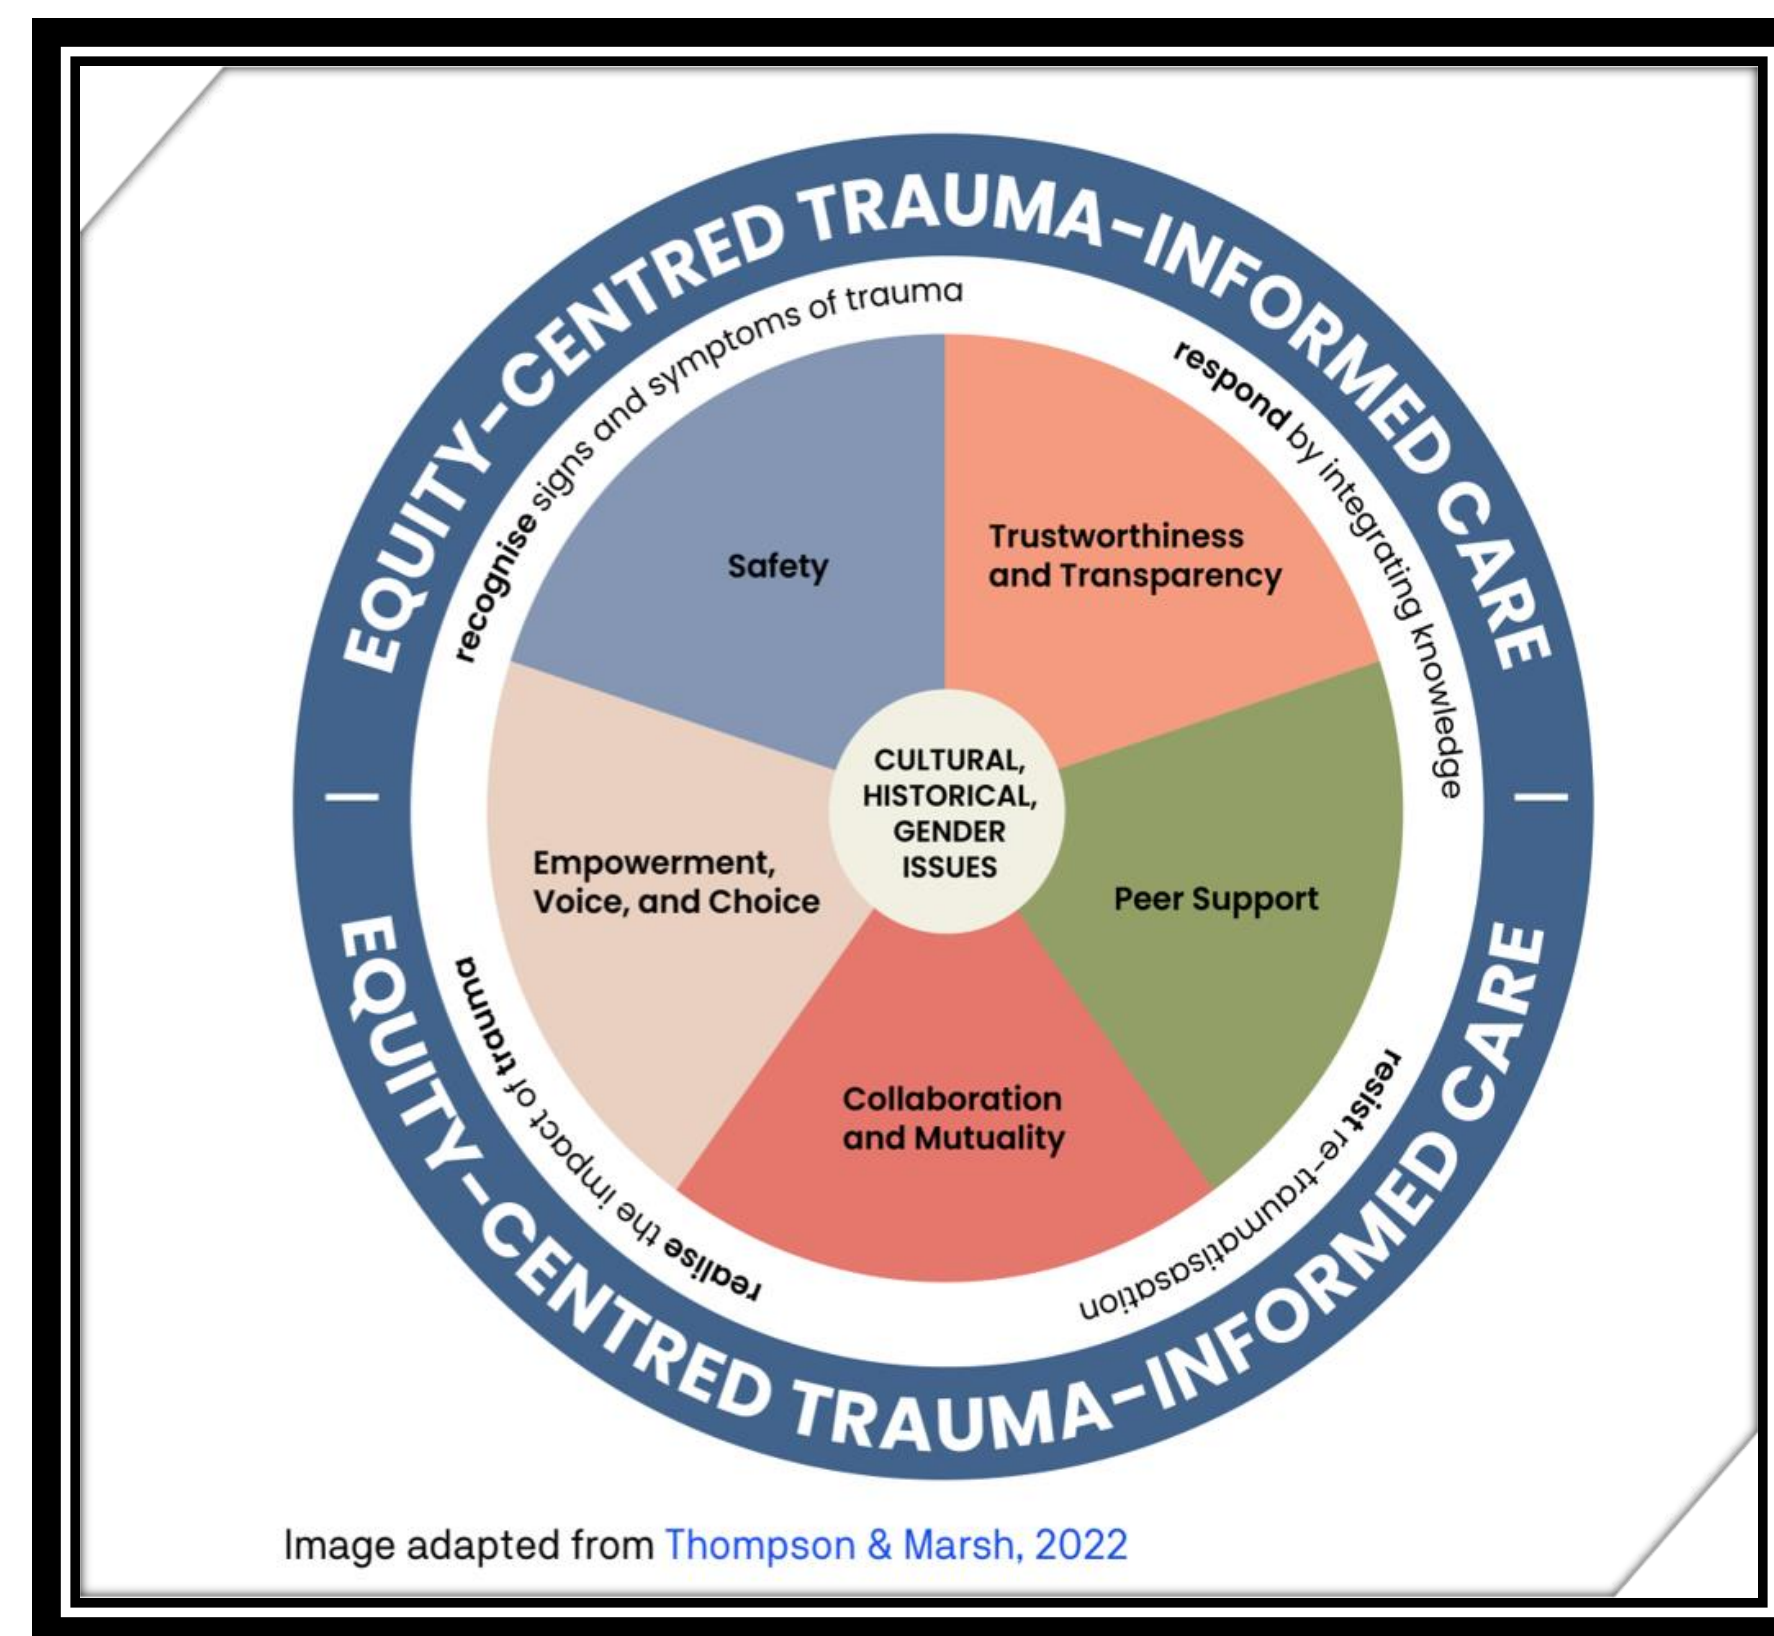 EQUITY-CENTRED TRAUMA-INFORMED CARE
recognise signs and symptoms of trauma
respond by integrating knowledge
Safety
Trustworthiness
and Transparency
CULTURAL,
HISTORICAL,
GENDER
ISSUES
Empowerment,
Voice, and Choice
Peer Support
Collaboration
and Mutuality
realise the impact of trauma
resist re-traumatisasation
EQUITY-CENTRED TRAUMA-INFORMED CARE
Image adapted from Thompson & Marsh, 2022